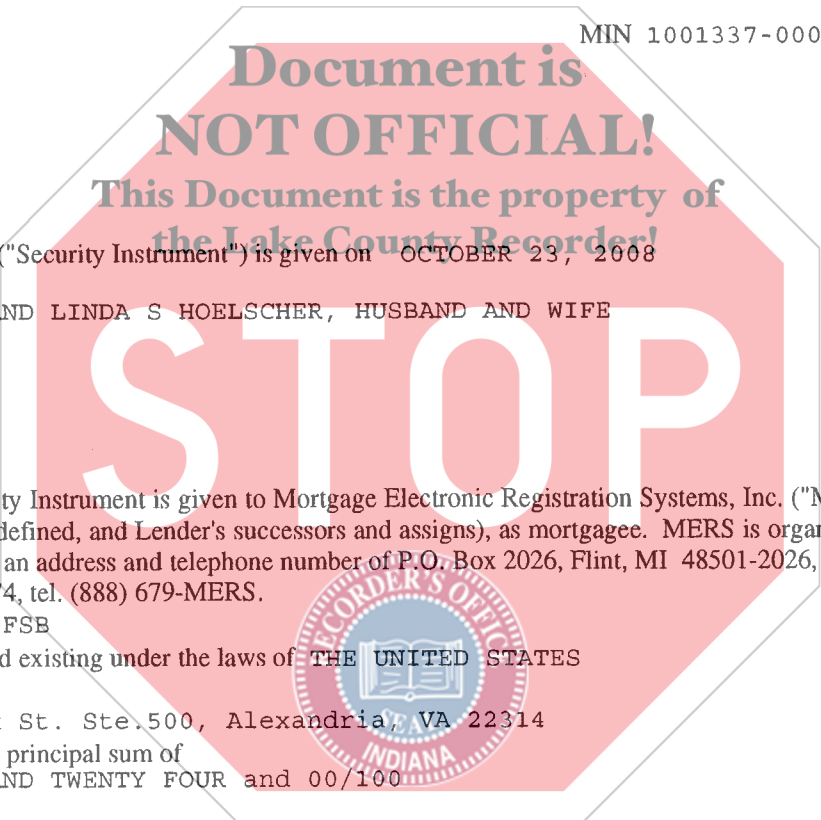 MIN 1001337-000
Document is
NOT OFFICIAL!
This Document is the property of
the Lake County Recorder!
("Security Instrument") is given on OCTOBER 23, 2008
ND LINDA S HOELSCHER, HUSBAND AND WIFE
STOP
ty Instrument is given to Mortgage Electronic Registration Systems, Inc. ("M
defined, and Lender's successors and assigns), as mortgagee. MERS is organ
an address and telephone number of P.O. Box 2026, Flint, MI 48501-2026,
74, tel. (888) 679-MERS.
FSB
d existing under the laws of THE UNITED STATES
St. Ste.500, Alexandria, VA 22314
principal sum of
ND TWENTY FOUR and 00/100
RECORDER'S OFFICE
SEAL
INDIANA